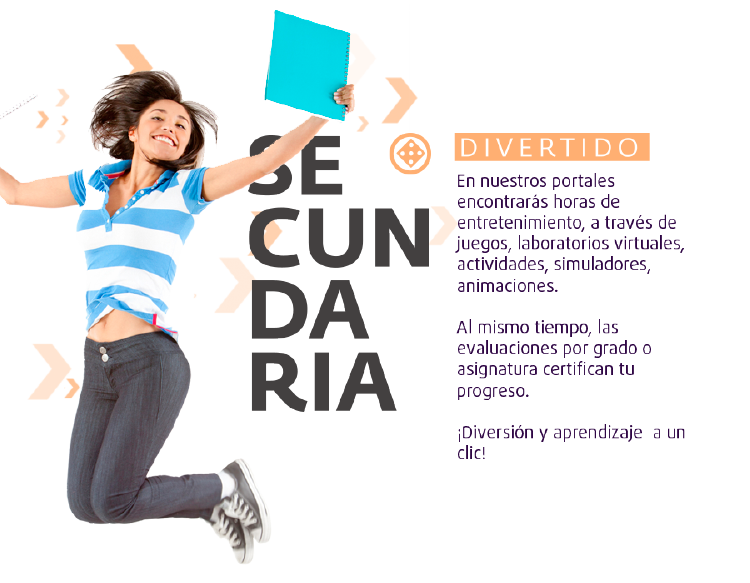 SE
CUN
DA
RIA
DIVERTIDO
En nuestros portales
encontrarás horas de
entretenimiento, a través de
juegos, laboratorios virtuales,
actividades, simuladores,
animaciones.
Al mismo tiempo, las
evaluaciones por grado o
asignatura certifican tu
progreso.
¡Diversión y aprendizaje a un
clic!